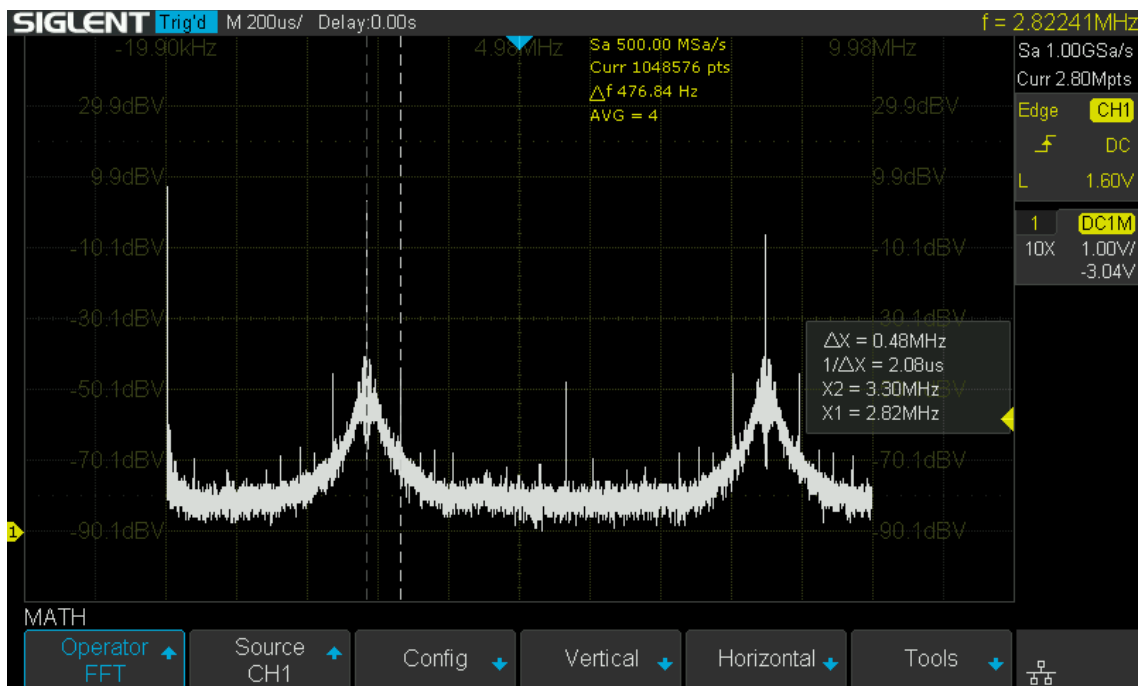 SIGLENT Trig'd M 200us/ Delay:0.00s f = 2.82241MHz
-19.90kHz 4.98MHz 9.98MHz
Sa 500.00 MSa/s
Curr 1048576 pts
△f 476.84 Hz
AVG = 4
Sa 1.00GSa/s
Curr 2.80Mpts
Edge CH1
DC
L 1.60V
1 DC1M
10X 1.00V/
-3.04V
29.9dBV 29.9dBV
9.9dBV 9.9dBV
-10.1dBV -10.1dBV
-30.1dBV -30.1dBV
-50.1dBV
-70.1dBV -70.1dBV
-90.1dBV -90.1dBV
△X = 0.48MHz
1/△X = 2.08us
X2 = 3.30MHz
X1 = 2.82MHz
1
MATH
Operator FFT
Source CH1
Config
Vertical
Horizontal
Tools